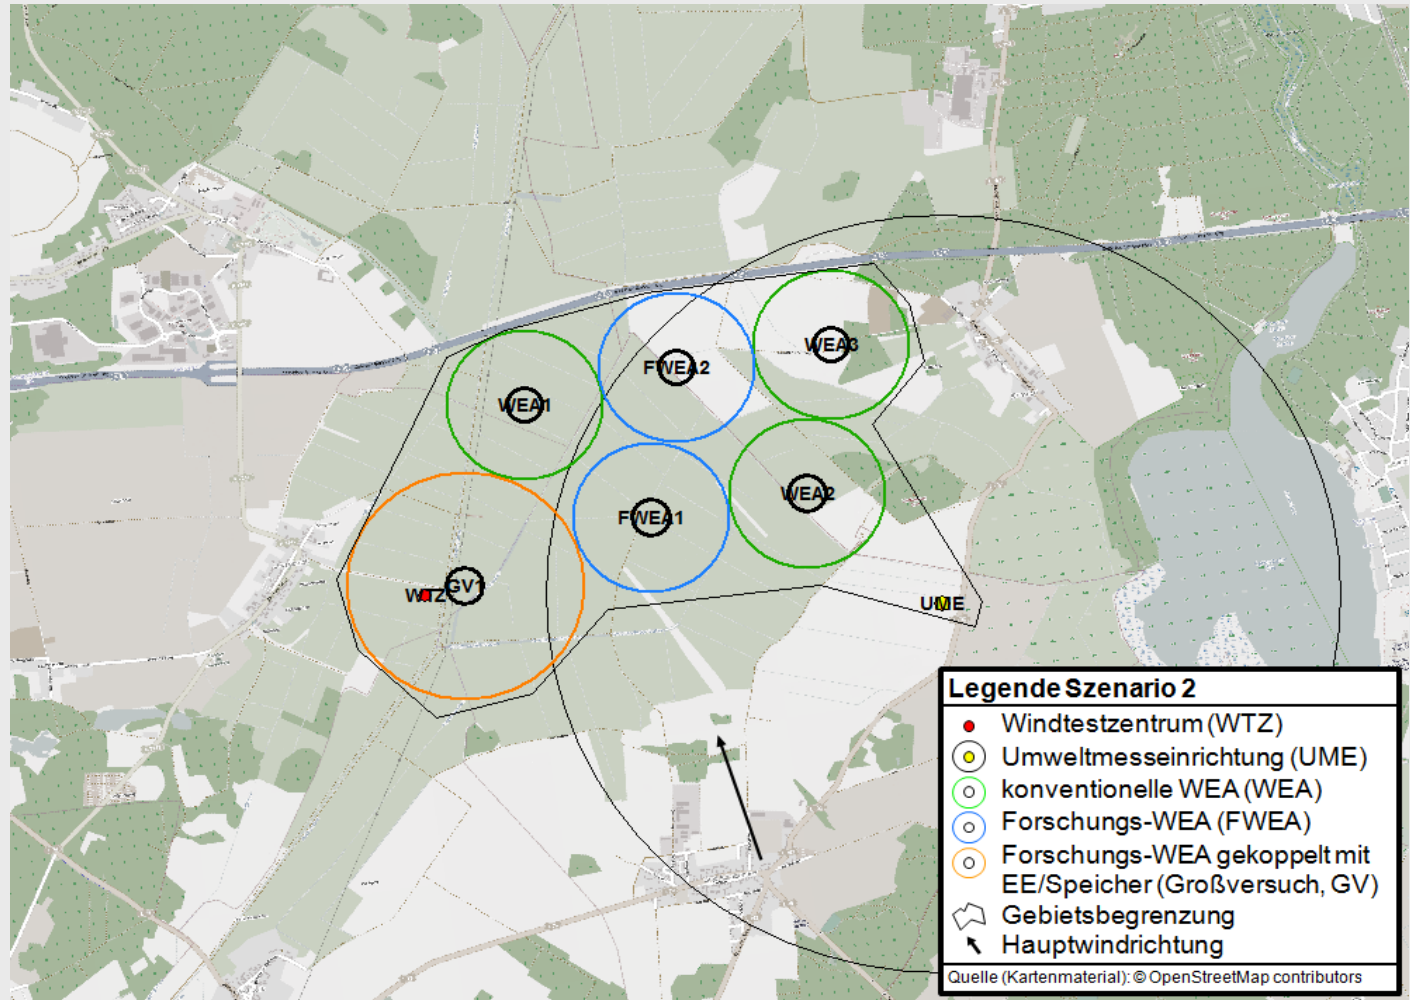 WEA3
FWEA2
WEA1
WEA2
FWEA1
GV1
WTZ
UME
Legende Szenario 2
Windtestzentrum (WTZ)
Umweltmesseinrichtung (UME)
konventionelle WEA (WEA)
Forschungs-WEA (FWEA)
Forschungs-WEA gekoppelt mit
EE/Speicher (Großversuch, GV)
Gebietsbegrenzung
Hauptwindrichtung
Quelle (Kartenmaterial): © OpenStreetMap contributors